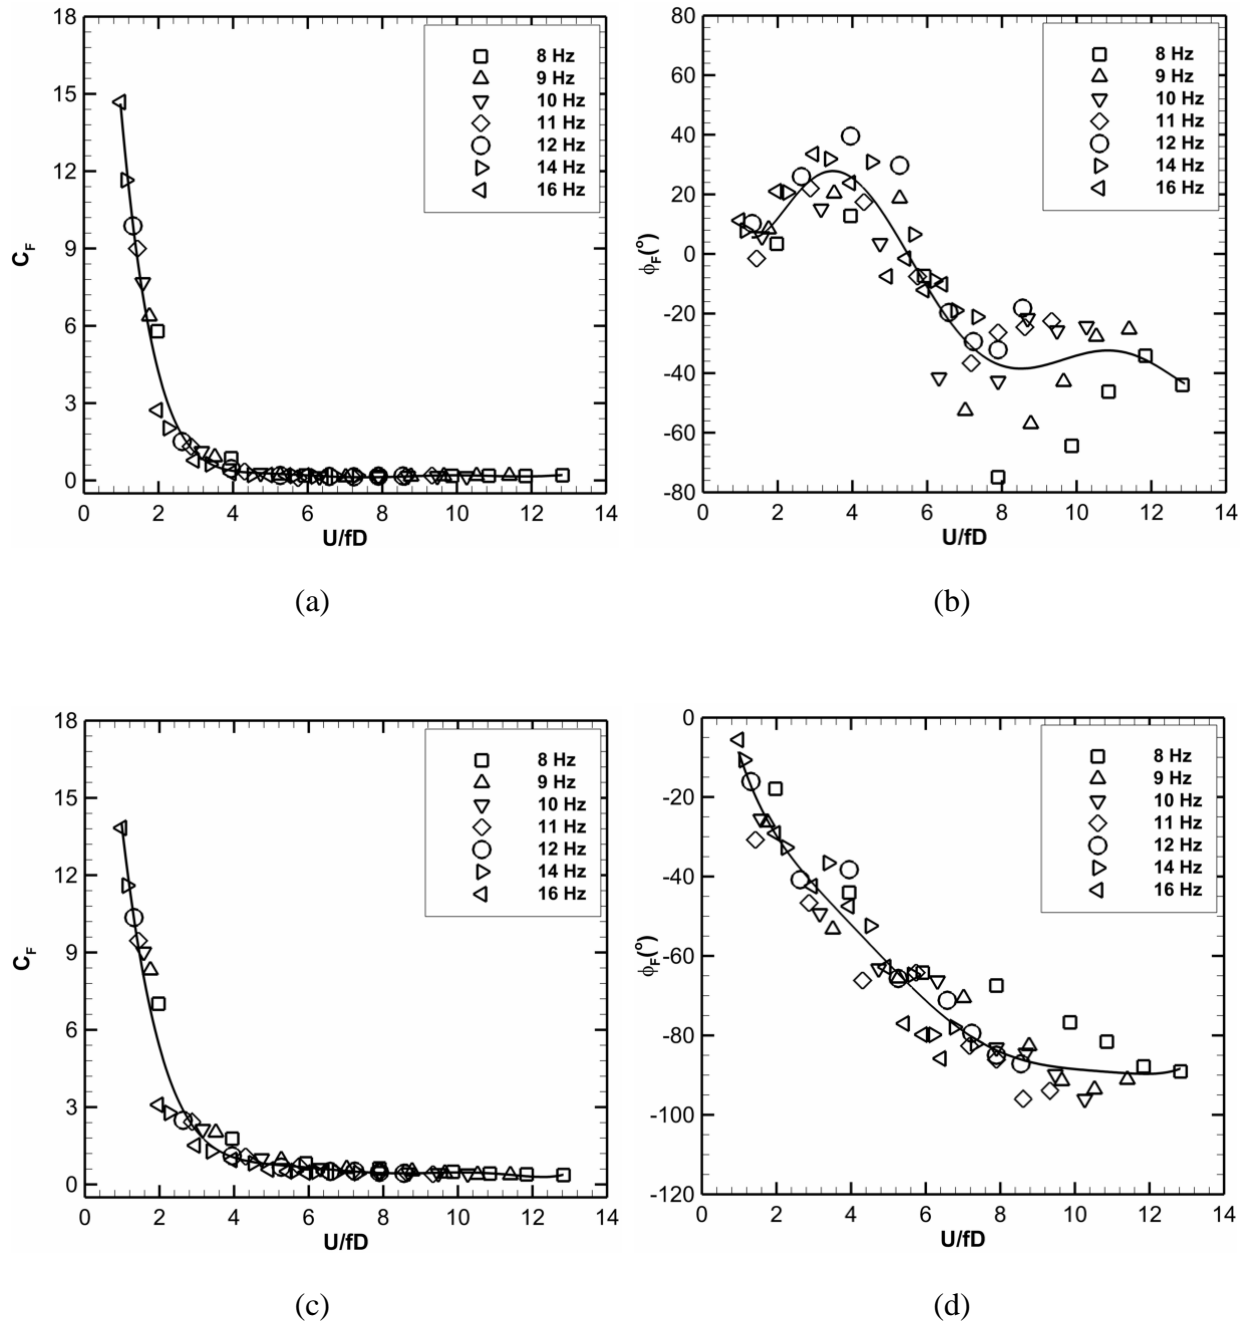 18
15
12
9
6
3
0
C_F
0 2 4 6 8 10 12 14
U/fD
8 Hz
9 Hz
10 Hz
11 Hz
12 Hz
14 Hz
16 Hz
(a)
80
60
40
20
0
-20
-40
-60
-80
ϕ_F(°)
0 2 4 6 8 10 12 14
U/fD
8 Hz
9 Hz
10 Hz
11 Hz
12 Hz
14 Hz
16 Hz
(b)
18
15
12
9
6
3
0
C_F
0 2 4 6 8 10 12 14
U/fD
8 Hz
9 Hz
10 Hz
11 Hz
12 Hz
14 Hz
16 Hz
(c)
0
-20
-40
-60
-80
-100
-120
ϕ_F(°)
0 2 4 6 8 10 12 14
U/fD
8 Hz
9 Hz
10 Hz
11 Hz
12 Hz
14 Hz
16 Hz
(d)